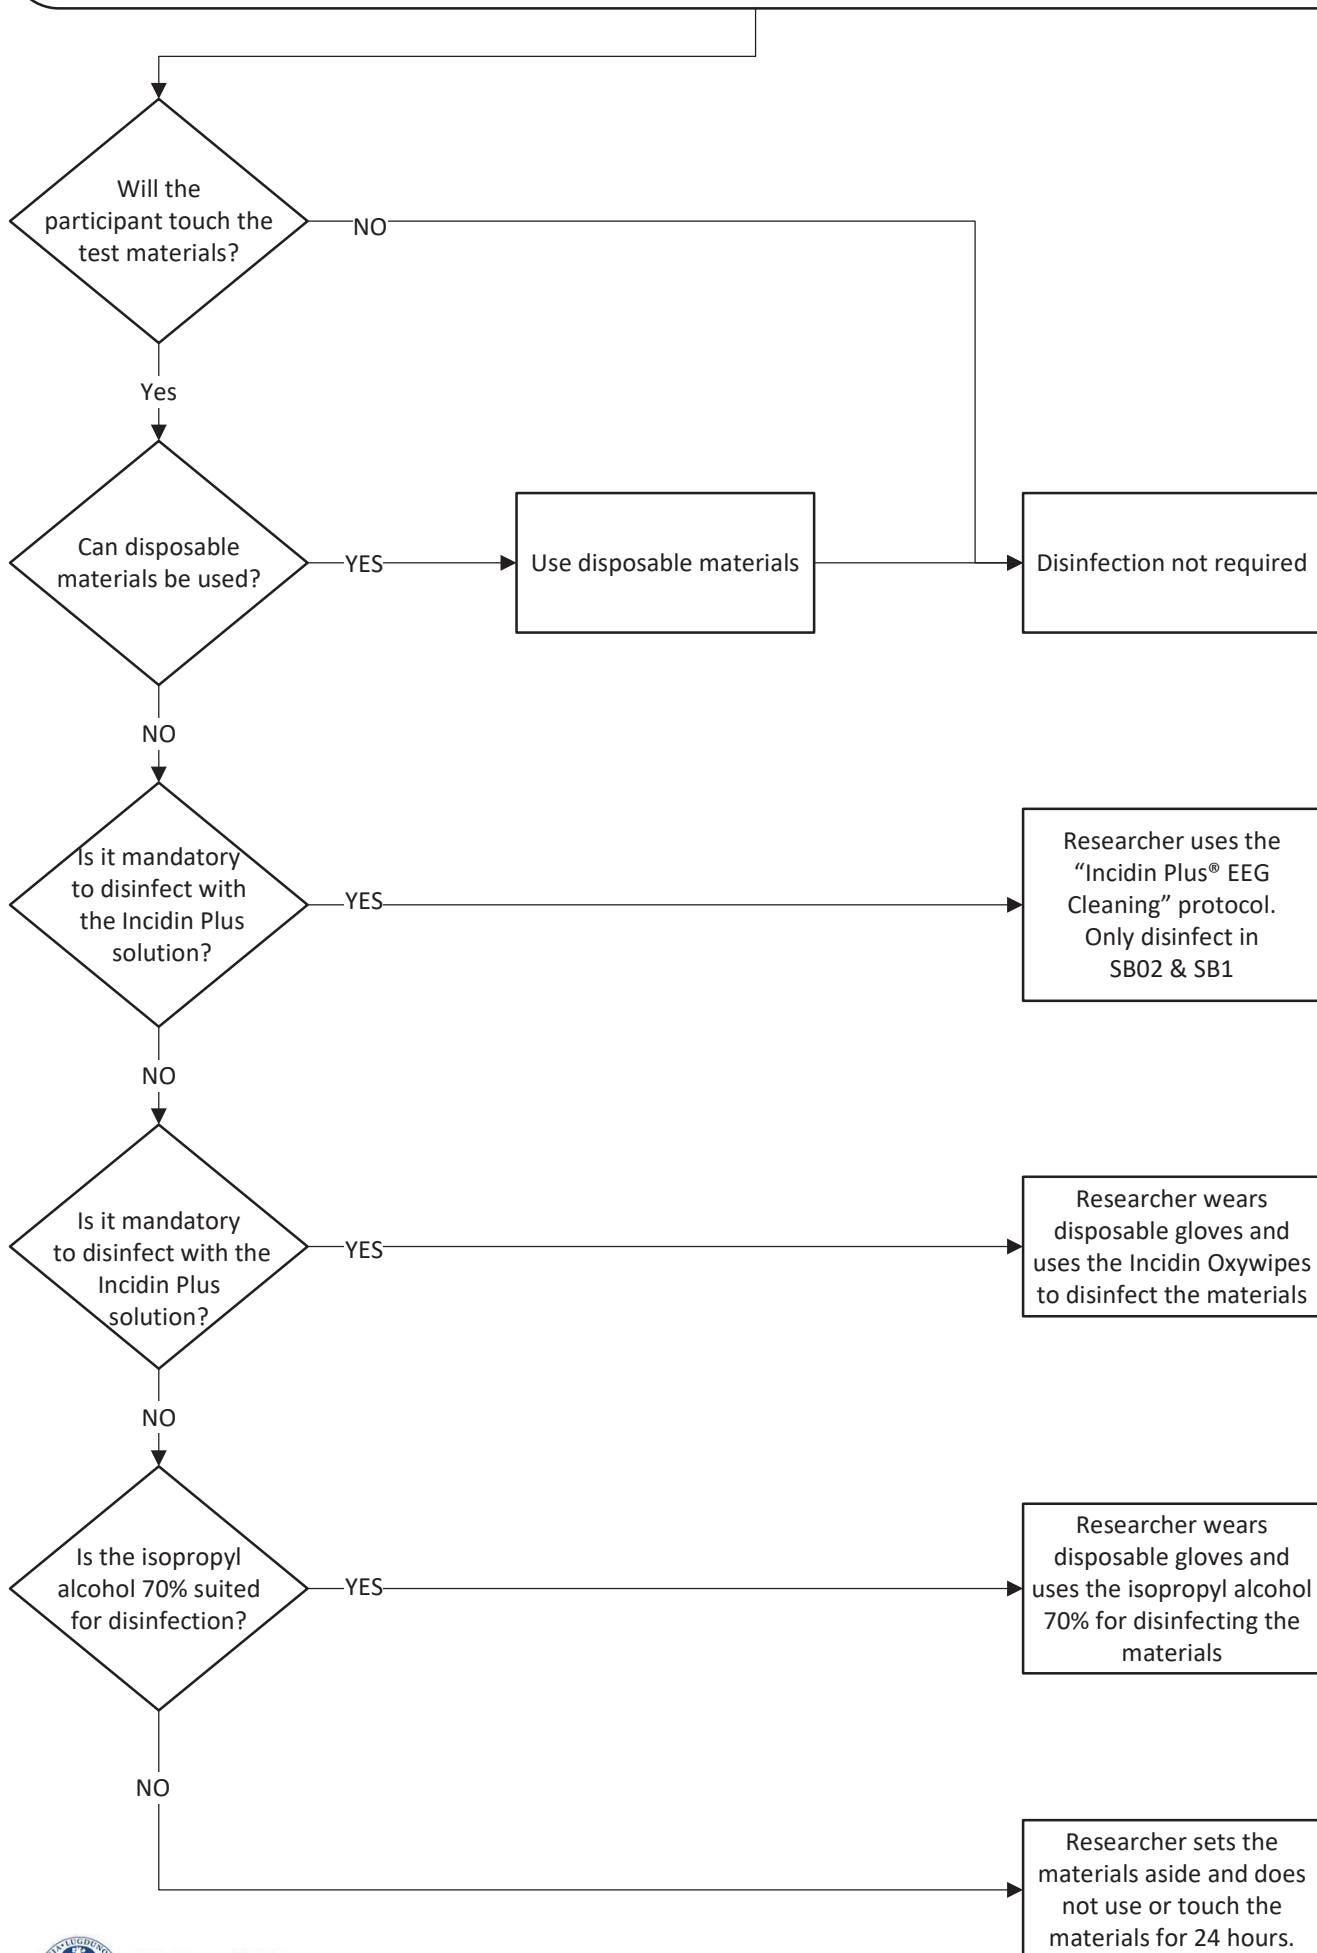 Will the
participant touch the
test materials?
NO
Yes
Can disposable
materials be used?
YES
Use disposable materials
Disinfection not required
NO
Is it mandatory
to disinfect with
the Incidin Plus
solution?
YES
Researcher uses the
“Incidin Plus® EEG
Cleaning” protocol.
Only disinfect in
SB02 & SB1
NO
Is it mandatory
to disinfect with the
Incidin Plus
solution?
YES
Researcher wears
disposable gloves and
uses the Incidin Oxywipes
to disinfect the materials
NO
Is the isopropyl
alcohol 70% suited
for disinfection?
YES
Researcher wears
disposable gloves and
uses the isopropyl alcohol
70% for disinfecting the
materials
NO
Researcher sets the
materials aside and does
not use or touch the
materials for 24 hours.